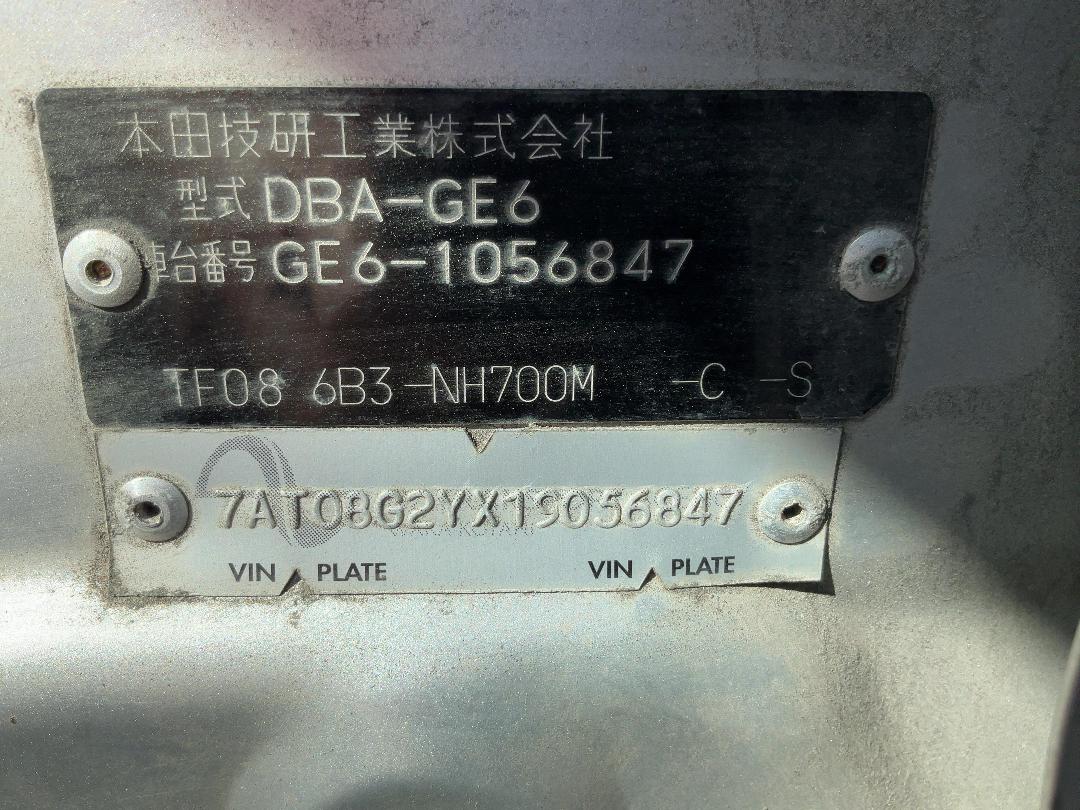 本田技研工業株式会社
型式 DBA-GE6
車台番号 GE6-1056847
TF08 6B3-NH700M -C -S
7AT08G2YX19056847
VIN PLATE VIN PLATE